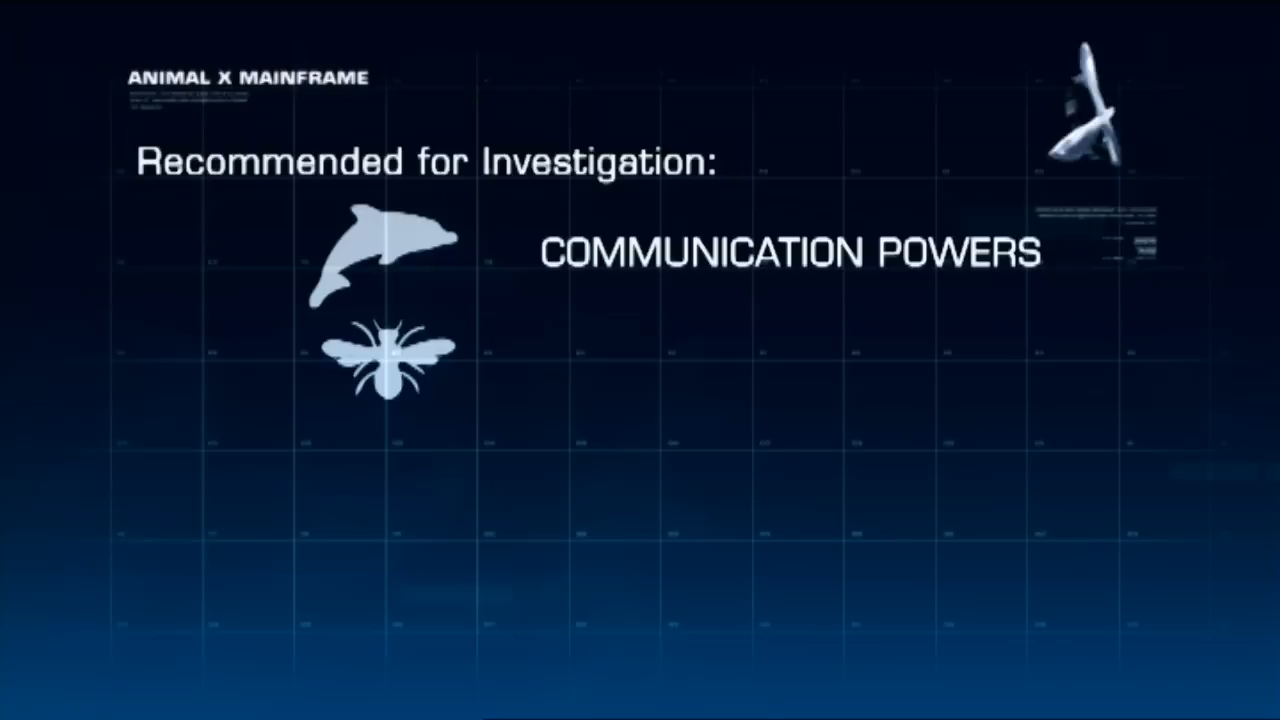 ANIMAL X MAINFRAME
Recommended for Investigation:
COMMUNICATION POWERS